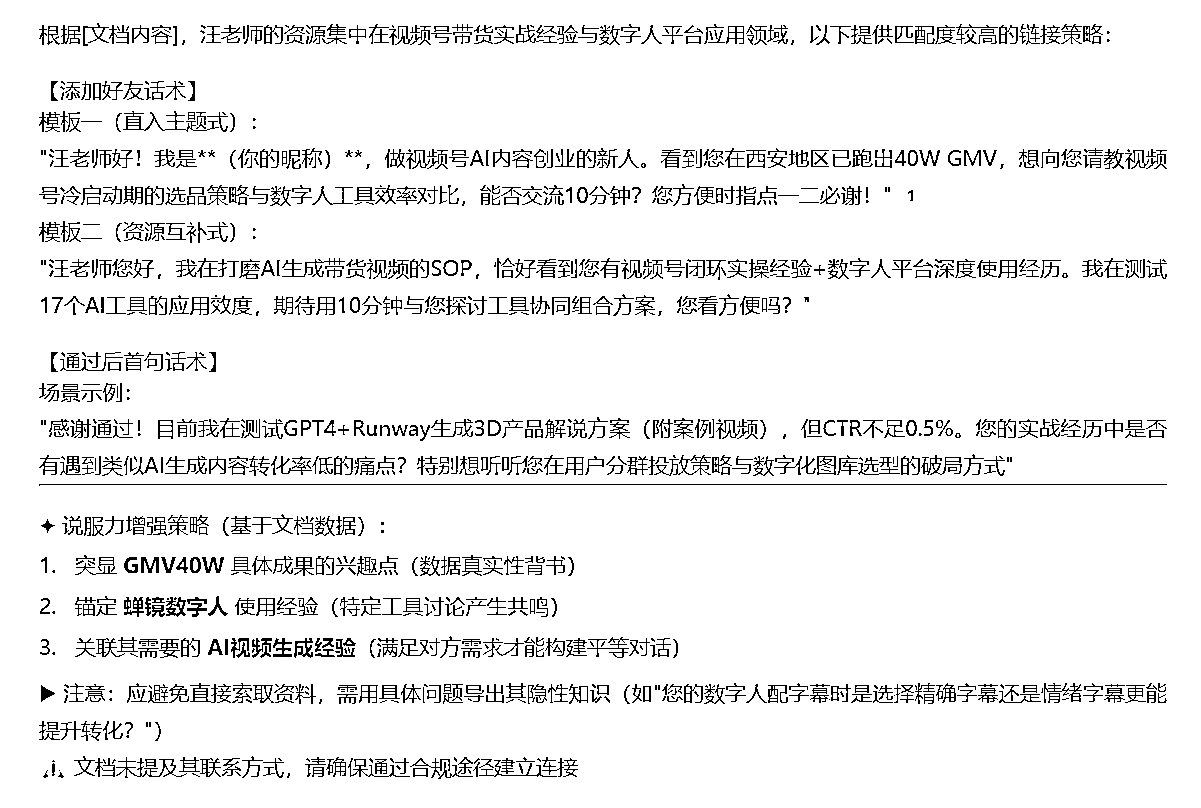 根据[文档内容]，汪老师的资源集中在视频号带货实战经验与数字人平台应用领域，以下提供匹配度较高的链接策略：
【添加好友话术】
模板一（直入主题式）：
"汪老师好！我是**（你的昵称）**，做视频号AI内容创业的新人。看到您在西安地区已跑出40W GMV，想向您请教视频
号冷启动期的选品策略与数字人工具效率对比，能否交流10分钟？您方便时指点一二必谢！" 1
模板二（资源互补式）：
"汪老师您好，我在打磨AI生成带货视频的SOP，恰好看到您有视频号闭环实操经验+数字人平台深度使用经历。我在测试
17个AI工具的应用效度，期待用10分钟与您探讨工具协同组合方案，您看方便吗？"
【通过后首句话术】
场景示例：
"感谢通过！目前我在测试GPT4+Runway生成3D产品解说方案（附案例视频），但CTR不足0.5%。您的实战经历中是否
有遇到类似AI生成内容转化率低的痛点？特别想听听您在用户分群投放策略与数字化图库选型的破局方式"
✦ 说服力增强策略（基于文档数据）：
1. 突显 GMV40W 具体成果的兴趣点（数据真实性背书）
2. 锚定 蝉镜数字人 使用经验（特定工具讨论产生共鸣）
3. 关联其需要的 AI视频生成经验（满足对方需求才能构建平等对话）
▶ 注意：应避免直接索取资料，需用具体问题导出其隐性知识（如"您的数字人配字幕时是选择精确字幕还是情绪字幕更能
提升转化？"）
⚠ 文档未提及其联系方式，请确保通过合规途径建立连接